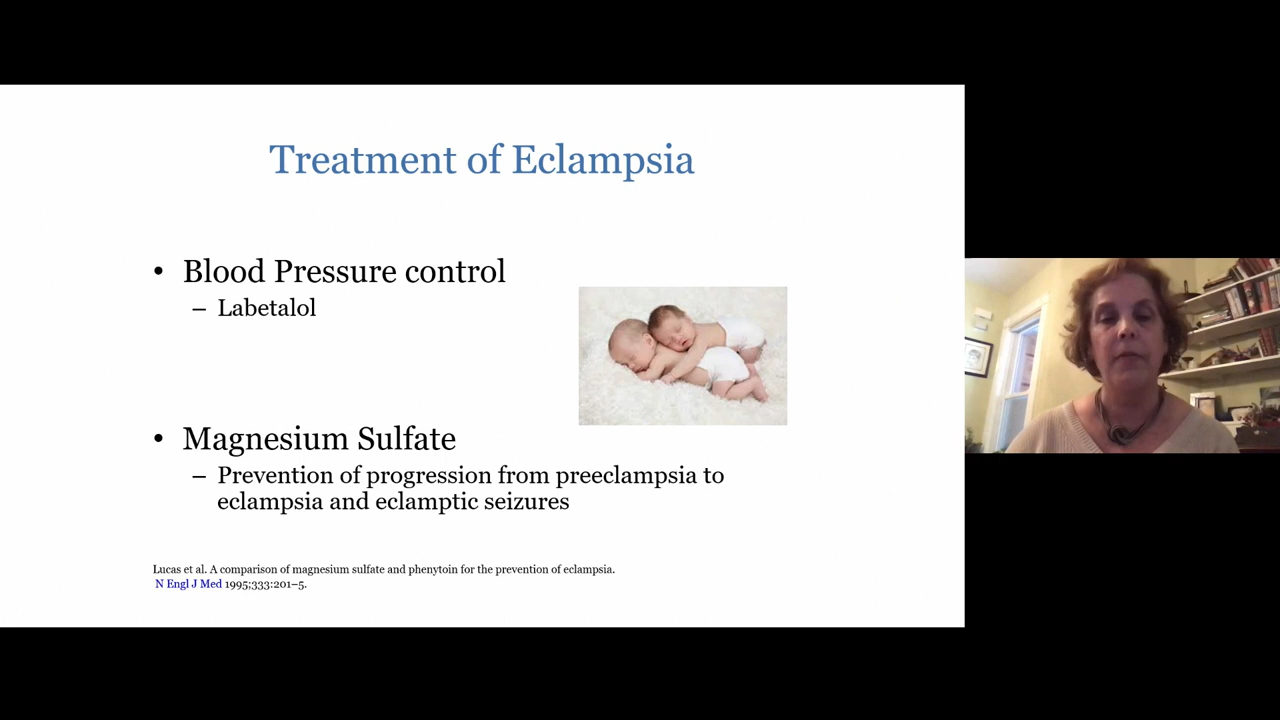 Treatment of Eclampsia
• Blood Pressure control
– Labetalol
• Magnesium Sulfate
– Prevention of progression from preeclampsia to
eclampsia and eclamptic seizures
Lucas et al. A comparison of magnesium sulfate and phenytoin for the prevention of eclampsia.
N Engl J Med 1995;333:201–5.